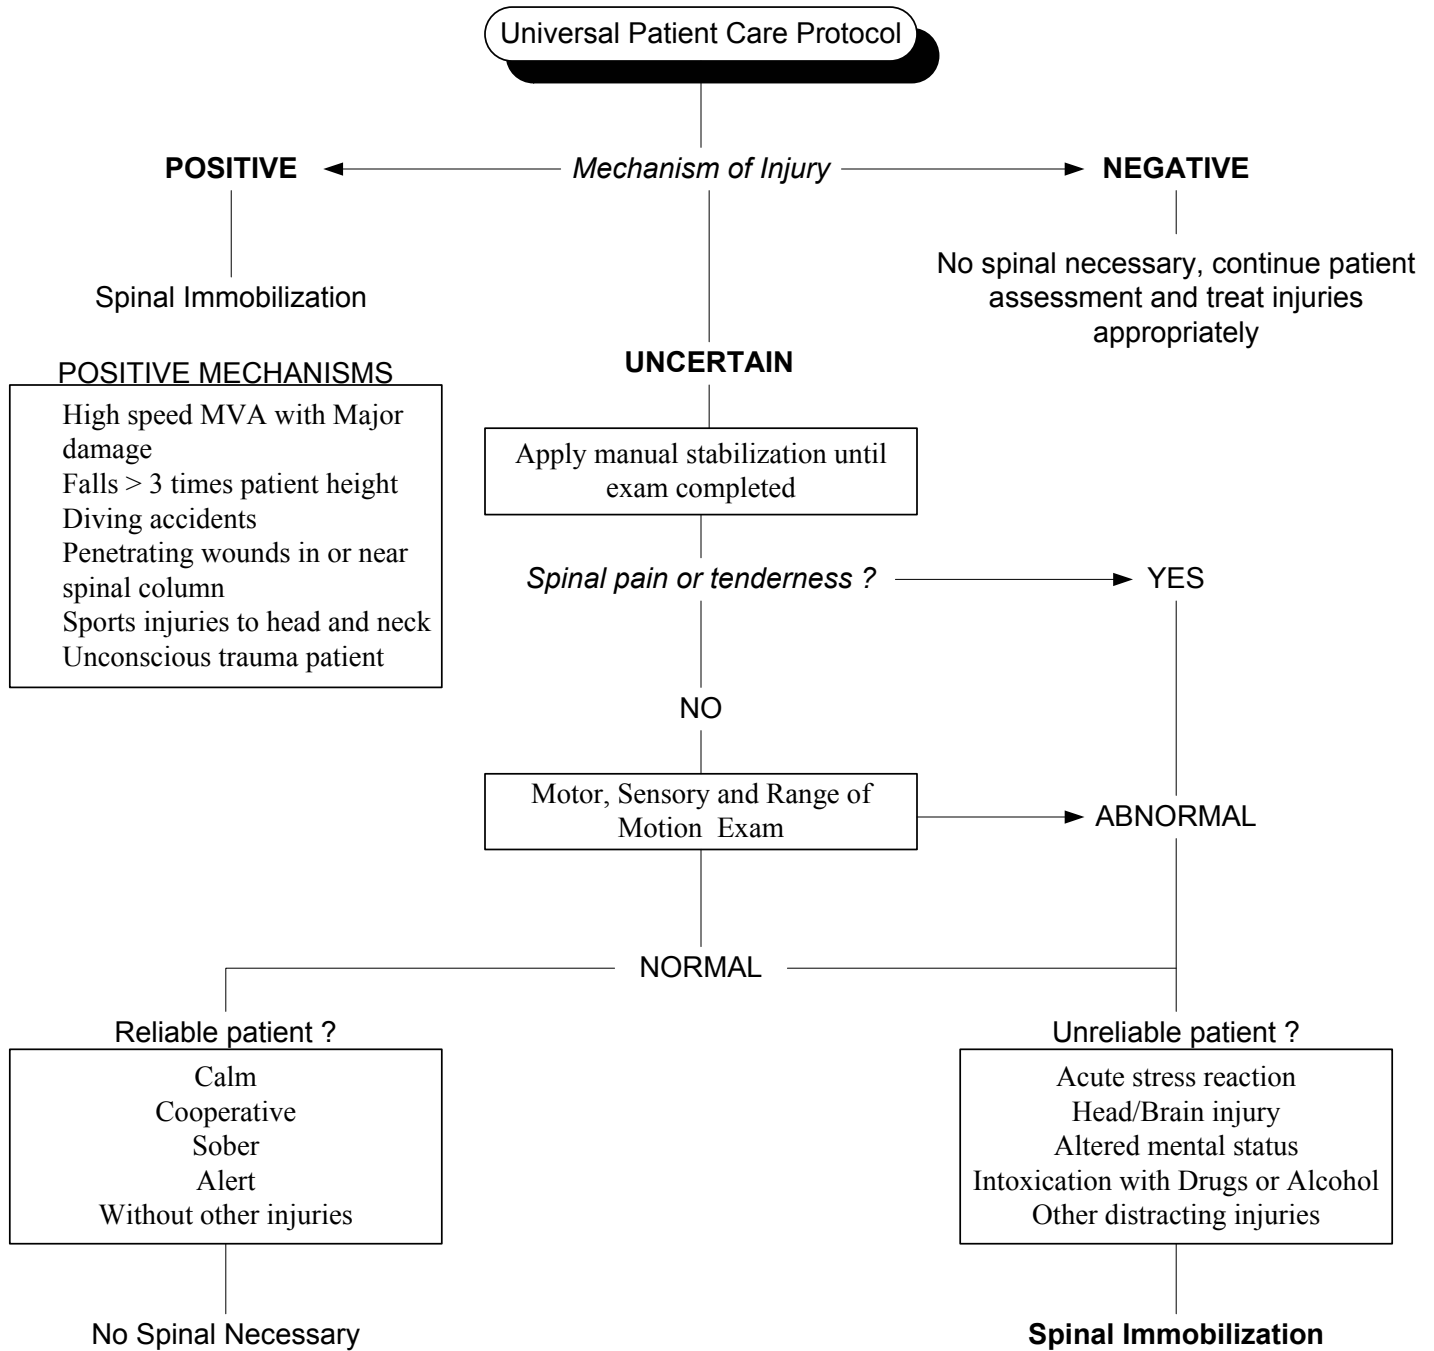 Universal Patient Care Protocol
POSITIVE
Mechanism of Injury
NEGATIVE
Spinal Immobilization
No spinal necessary, continue patient
assessment and treat injuries
appropriately
POSITIVE MECHANISMS
High speed MVA with Major
damage
Falls > 3 times patient height
Diving accidents
Penetrating wounds in or near
spinal column
Sports injuries to head and neck
Unconscious trauma patient
UNCERTAIN
Apply manual stabilization until
exam completed
Spinal pain or tenderness ?
YES
NO
Motor, Sensory and Range of
Motion Exam
ABNORMAL
NORMAL
Reliable patient ?
Calm
Cooperative
Sober
Alert
Without other injuries
No Spinal Necessary
Unreliable patient ?
Acute stress reaction
Head/Brain injury
Altered mental status
Intoxication with Drugs or Alcohol
Other distracting injuries
Spinal Immobilization